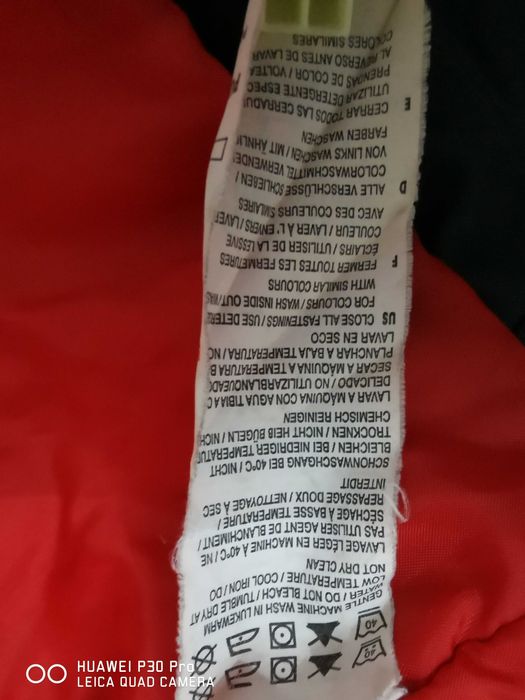 40
40
GENTLE MACHINE WASH IN LUKEWARM
WATER / DO NOT BLEACH / TUMBLE DRY AT
LOW TEMPERATURE / COOL IRON / DO
NOT DRY CLEAN
LAVAGE LÉGER EN MACHINE A 40°C / NE
PAS UTILISER AGENT DE BLANCHIMENT /
SÉCHAGE À BASSE TEMPERATURE /
REPASSAGE DOUX / NETTOYAGE À SEC
INTERDIT
SCHONWASCHGANG BEI 40°C / NICHT
BLEICHEN / BEI NIEDRIGER TEMPERATUR
TROCKNEN / NICHT HEIß BÜGELN / NICH
CHEMISCH REINIGEN
LAVAR A MÁQUINA CON AGUA TIBIA A C
DELICADO / NO UTILIZAR BLANQUEADO
SECAR A MÁQUINA A TEMPERATURA B
PLANCHAR A BAJA TEMPERATURA / NO
LAVAR EN SECO
US CLOSE ALL FASTENINGS / USE DETERG
FOR COLOURS / WASH INSIDE OUT / WAS
WITH SIMILAR COLOURS
F FERMER TOUTES LES FERMETURES
ÉCLAIRS / UTILISER DE LA LESSIVE
COULEUR / LAVER À L' ENVERS / LAVER
AVEC DES COULEURS SIMILAIRES
D ALLE VERSCHLÜSSE SCHLIEßEN /
COLORWASCHMITTEL VERWENDE
VON LINKS WASCHEN / MIT ÄHNLI
FARBEN WASCHEN
E CERRAR TODOS LAS CERRADUR
UTILIZAR DETERGENTE ESPEC
PRENDAS DE COLOR / VOLTEA
AL REVERSO ANTES DE LAVAR
COLORES SIMILARES
HUAWEI P30 Pro
LEICA QUAD CAMERA